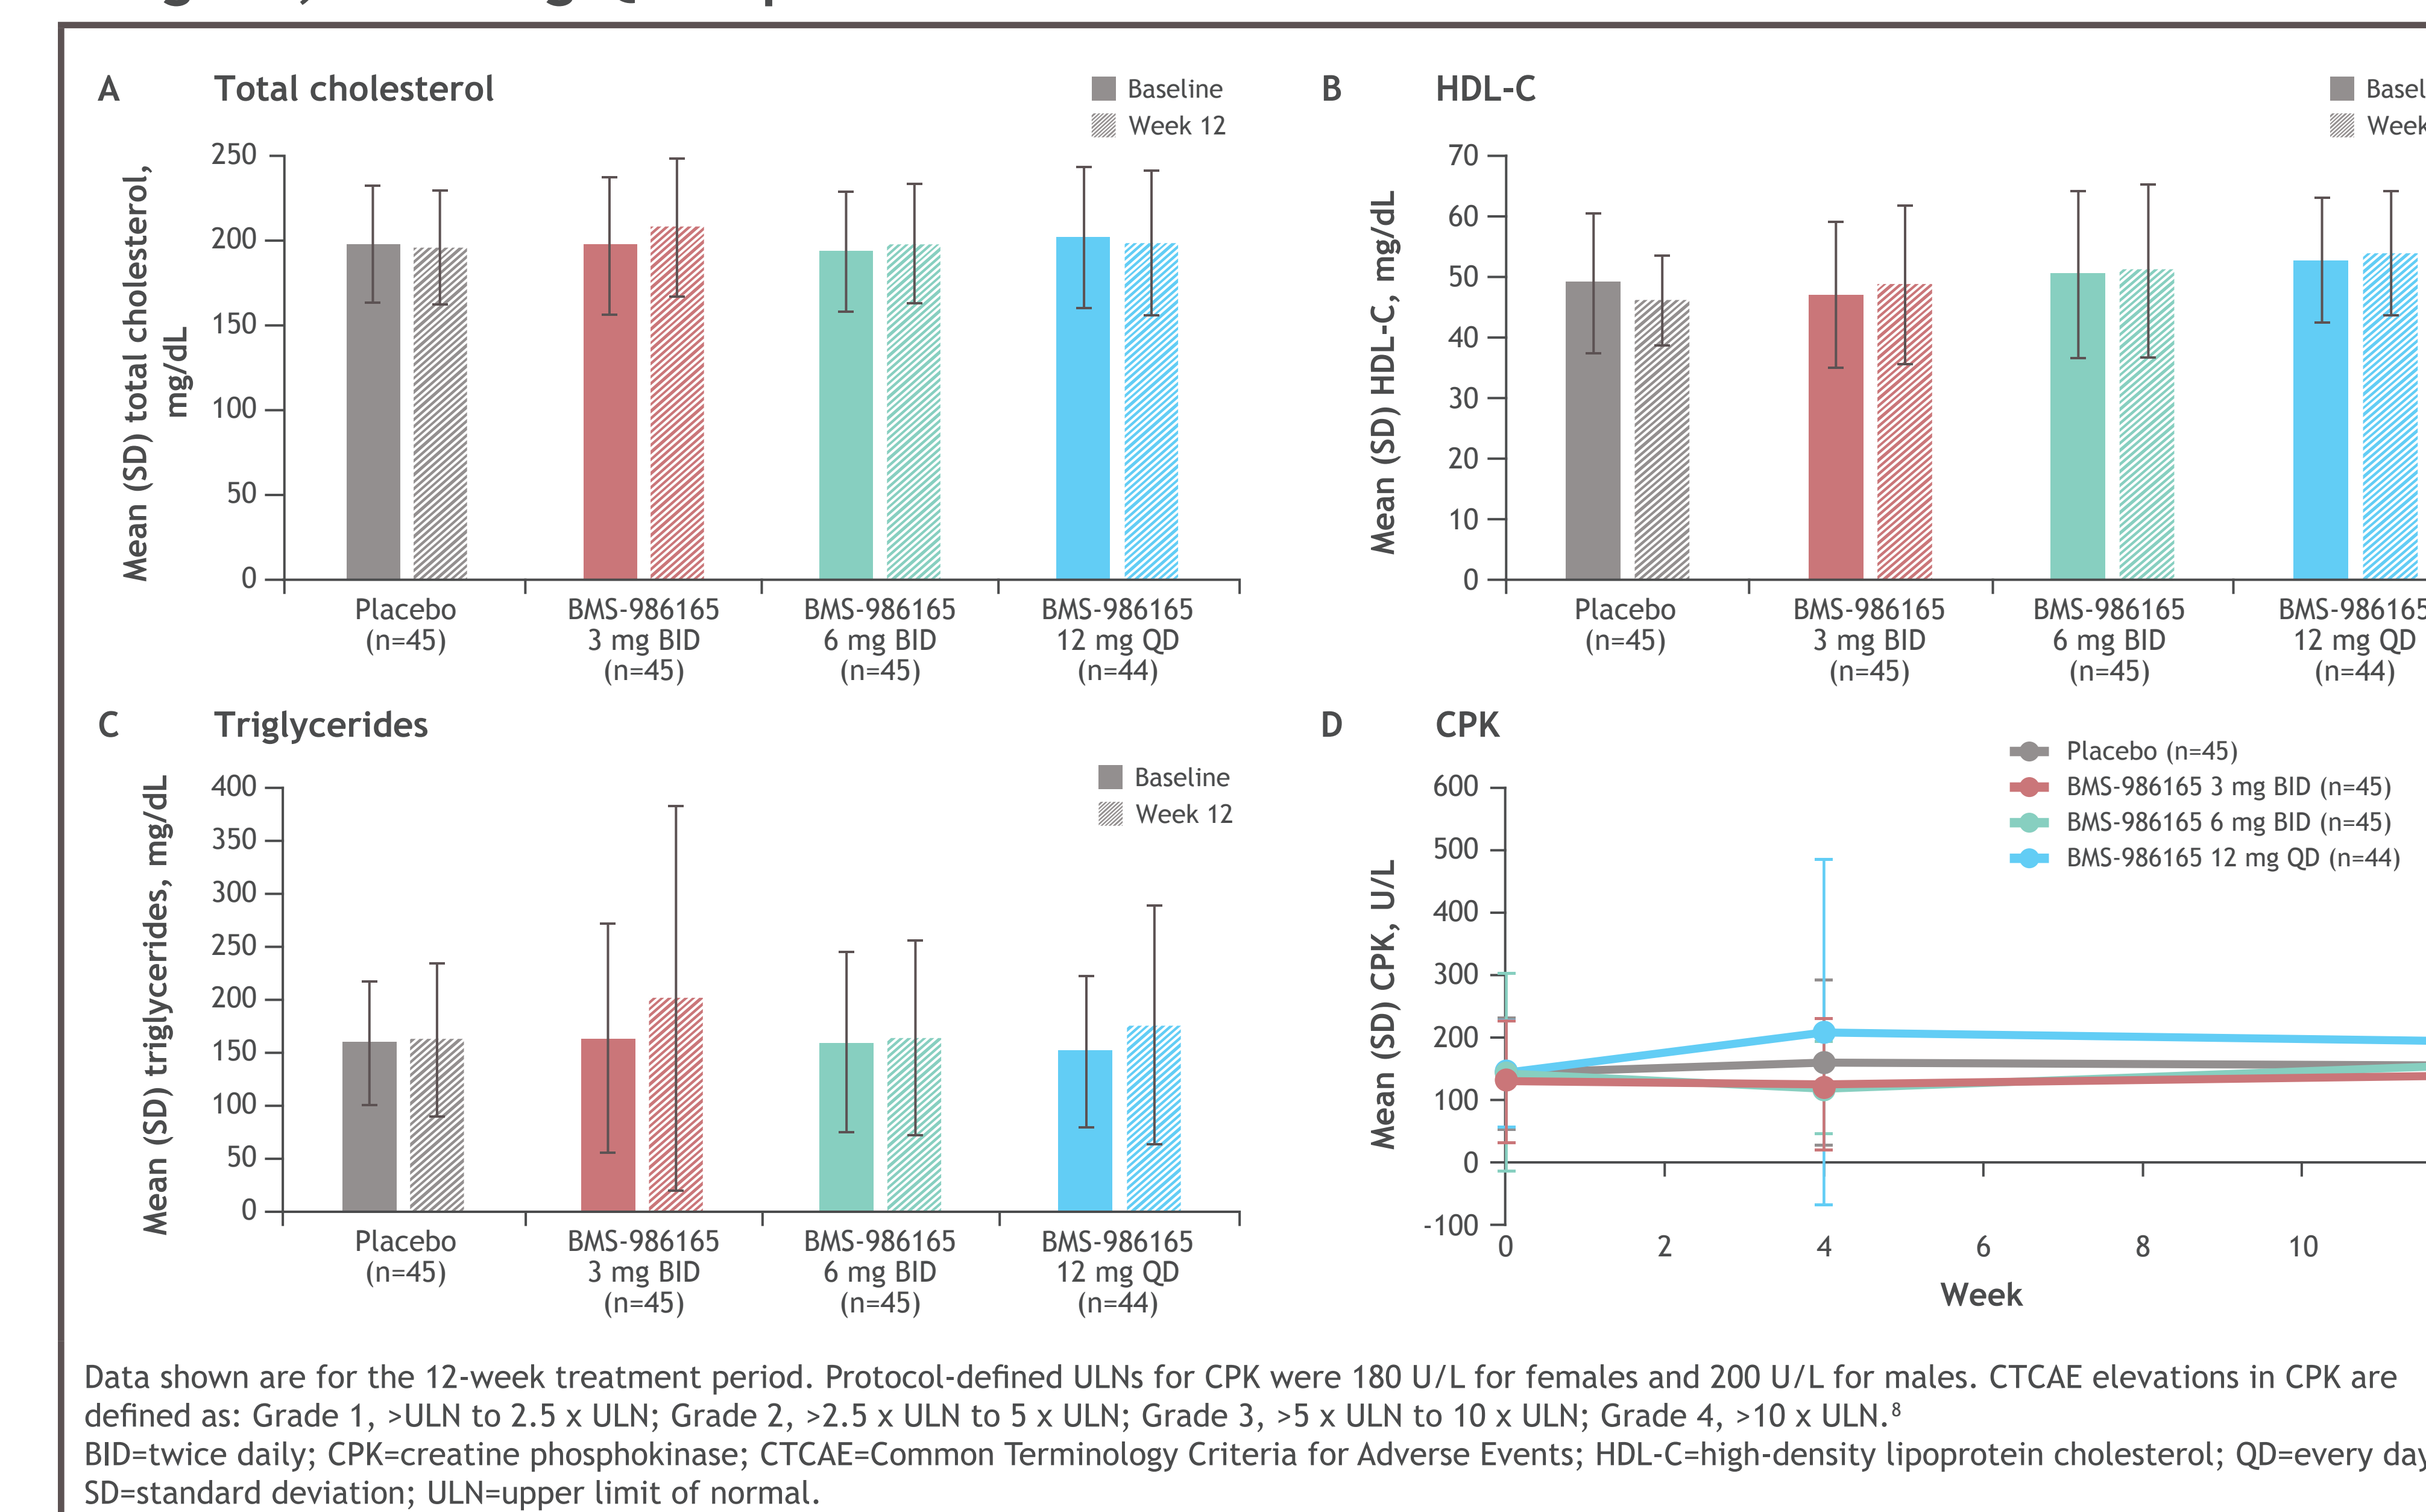 A Total cholesterol
Baseline
Week 12
Mean (SD) total cholesterol,
mg/dL
250
200
150
100
50
0
Placebo
(n=45)
BMS-986165
3 mg BID
(n=45)
BMS-986165
6 mg BID
(n=45)
BMS-986165
12 mg QD
(n=44)
B HDL-C
Week
Mean (SD) HDL-C, mg/dL
70
60
50
40
30
20
10
0
Placebo
(n=45)
BMS-986165
3 mg BID
(n=45)
BMS-986165
6 mg BID
(n=45)
BMS-986165
12 mg QD
(n=44)
C Triglycerides
Baseline
Week 12
Mean (SD) triglycerides, mg/dL
400
350
300
250
200
150
100
50
0
Placebo
(n=45)
BMS-986165
3 mg BID
(n=45)
BMS-986165
6 mg BID
(n=45)
BMS-986165
12 mg QD
(n=44)
D CPK
Placebo (n=45)
BMS-986165 3 mg BID (n=45)
BMS-986165 6 mg BID (n=45)
BMS-986165 12 mg QD (n=44)
Mean (SD) CPK, U/L
600
500
400
300
200
100
0
-100
0 2 4 6 8 10
Week
Data shown are for the 12-week treatment period. Protocol-defined ULNs for CPK were 180 U/L for females and 200 U/L for males. CTCAE elevations in CPK are
defined as: Grade 1, >ULN to 2.5 x ULN; Grade 2, >2.5 x ULN to 5 x ULN; Grade 3, >5 x ULN to 10 x ULN; Grade 4, >10 x ULN.⁸
BID=twice daily; CPK=creatine phosphokinase; CTCAE=Common Terminology Criteria for Adverse Events; HDL-C=high-density lipoprotein cholesterol; QD=every day
SD=standard deviation; ULN=upper limit of normal.